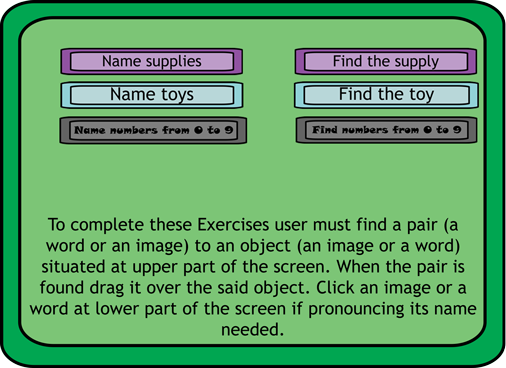 Name supplies
Find the supply
Name toys
Find the toy
Name numbers from 0 to 9
Find numbers from 0 to 9
To complete these Exercises user must find a pair (a
word or an image) to an object (an image or a word)
situated at upper part of the screen. When the pair is
found drag it over the said object. Click an image or a
word at lower part of the screen if pronouncing its name
needed.